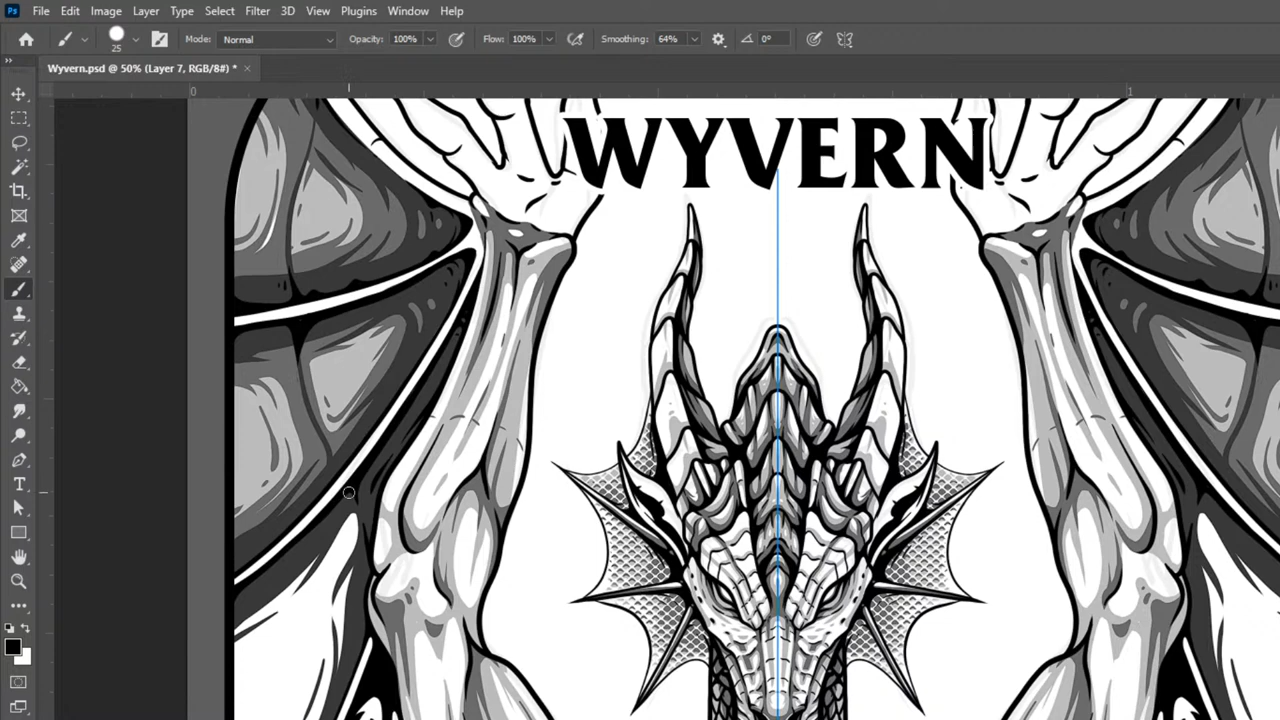 Ps File Edit Image Layer Type Select Filter 3D View Plugins Window Help
25 Mode: Normal Opacity: 100% Flow: 100% Smoothing: 64% 0°
Wyvern.psd @ 50% (Layer 7, RGB/8#) * ×
0 1
WYVERN